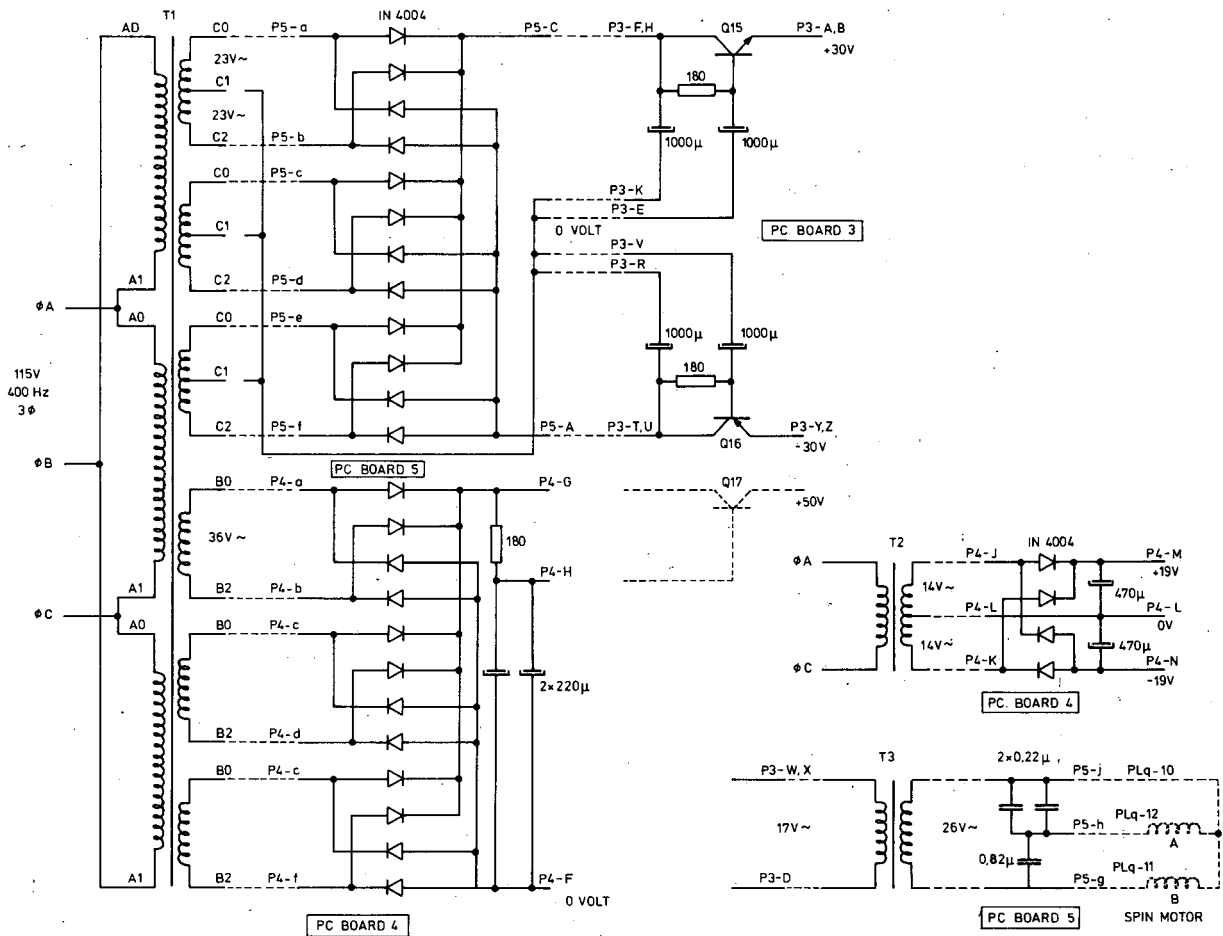 T1
IN 4004
AD
C0
P5-a
P5-C
P3-F,H
Q15
P3-A,B
+30V
23V~
C1
180
23V~
C2
P5-b
1000µ
1000µ
C0
P5-c
P3-K
P3-E
C1
0 VOLT
PC. BOARD 3
P3-V
P3-R
C2
P5-d
A1
ØA
A0
C0
P5-e
1000µ
1000µ
115V
400 Hz
3Ø
C1
180
C2
P5-f
P5-A
P3-T,U
Q16
P3-Y,Z
-30V
ØB
PC BOARD 5
B0
P4-a
P4-G
Q17
+50V
36V~
180
P4-H
B2
P4-b
A1
ØC
A0
B0
P4-c
2×220µ
B2
P4-d
B0
P4-c
A1
B2
P4-f
P4-F
0 VOLT
PC BOARD 4
T2
IN 4004
ØA
P4-J
P4-M
+19V
14V~
470µ
P4-L
P4-L
0V
14V~
470µ
ØC
P4-K
P4-N
-19V
PC. BOARD 4
T3
2×0,22µ
P3-W,X
P5-j
PLq-10
17V~
26V~
P5-h
PLq-12
A
0,82µ
P3-D
P5-g
PLq-11
B
SPIN MOTOR
PC BOARD 5